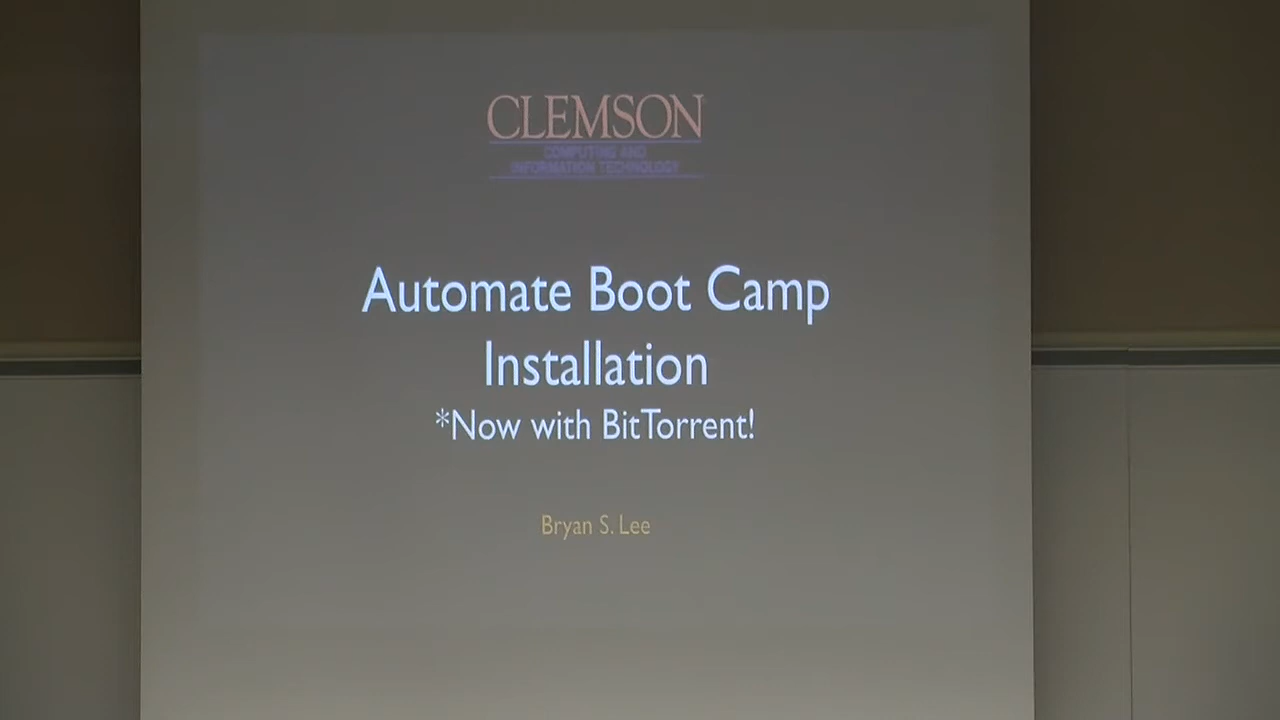 CLEMSON
COMPUTING AND
INFORMATION TECHNOLOGY
Automate Boot Camp
Installation
*Now with BitTorrent!
Bryan S. Lee